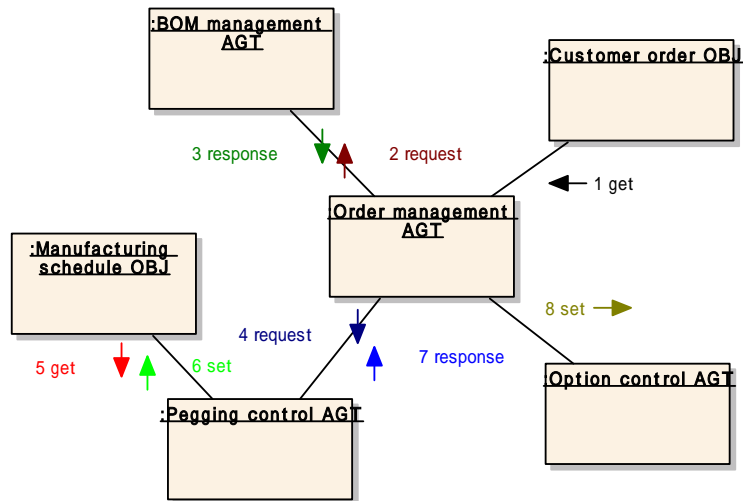 :BOM management
AGT
:Customer order OBJ
3 response
2 request
1 get
:Order management
AGT
:Manufacturing
schedule OBJ
8 set
4 request
7 response
5 get
6 set
:Option control AGT
:Pegging control AGT